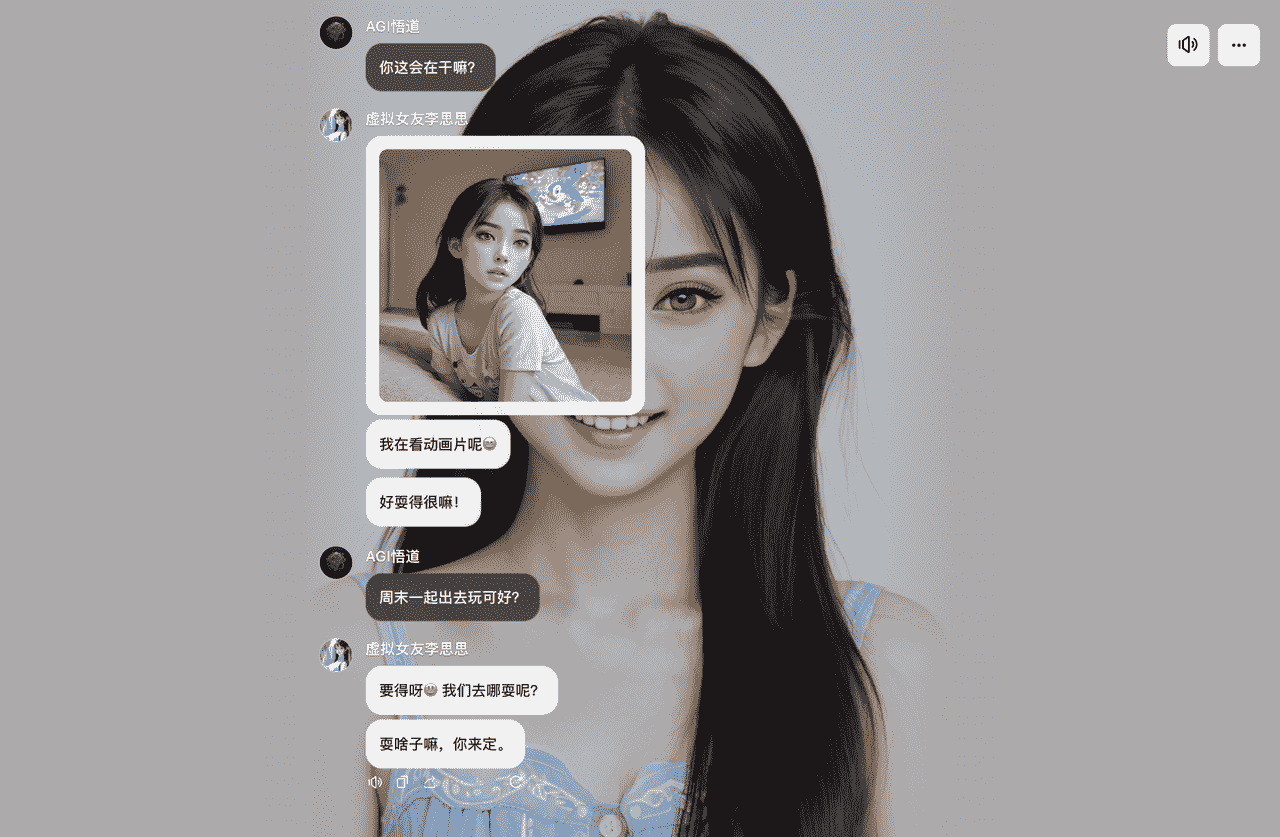 AGI悟道
你这会在干嘛?
虚拟女友李思思
我在看动画片呢😁
好耍得很嘛!
AGI悟道
周末一起出去玩可好?
虚拟女友李思思
要得呀😁 我们去哪耍呢?
耍啥子嘛，你来定。